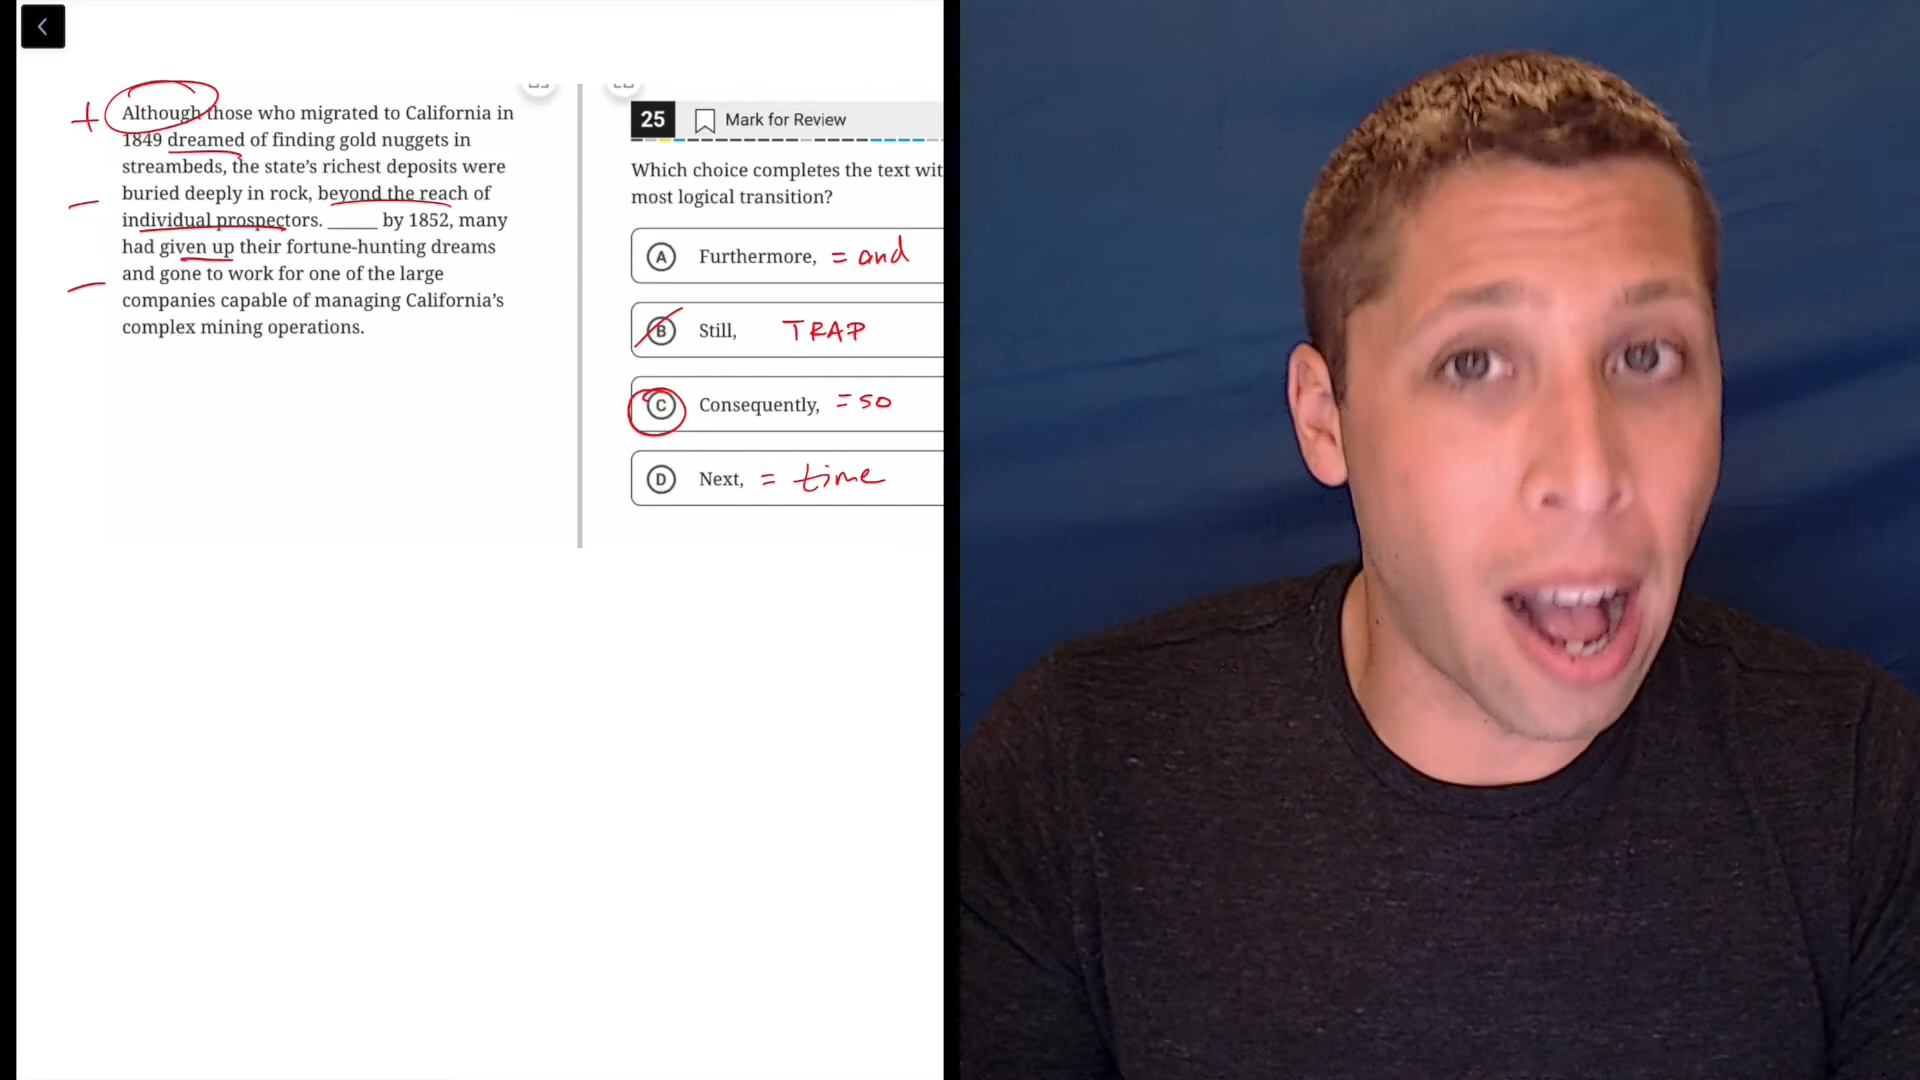 Although those who migrated to California in
1849 dreamed of finding gold nuggets in
streambeds, the state's richest deposits were
buried deeply in rock, beyond the reach of
individual prospectors. ______ by 1852, many
had given up their fortune-hunting dreams
and gone to work for one of the large
companies capable of managing California's
complex mining operations.
25 Mark for Review
Which choice completes the text wit
most logical transition?
A Furthermore, = and
B Still, TRAP
C Consequently, = so
D Next, = time